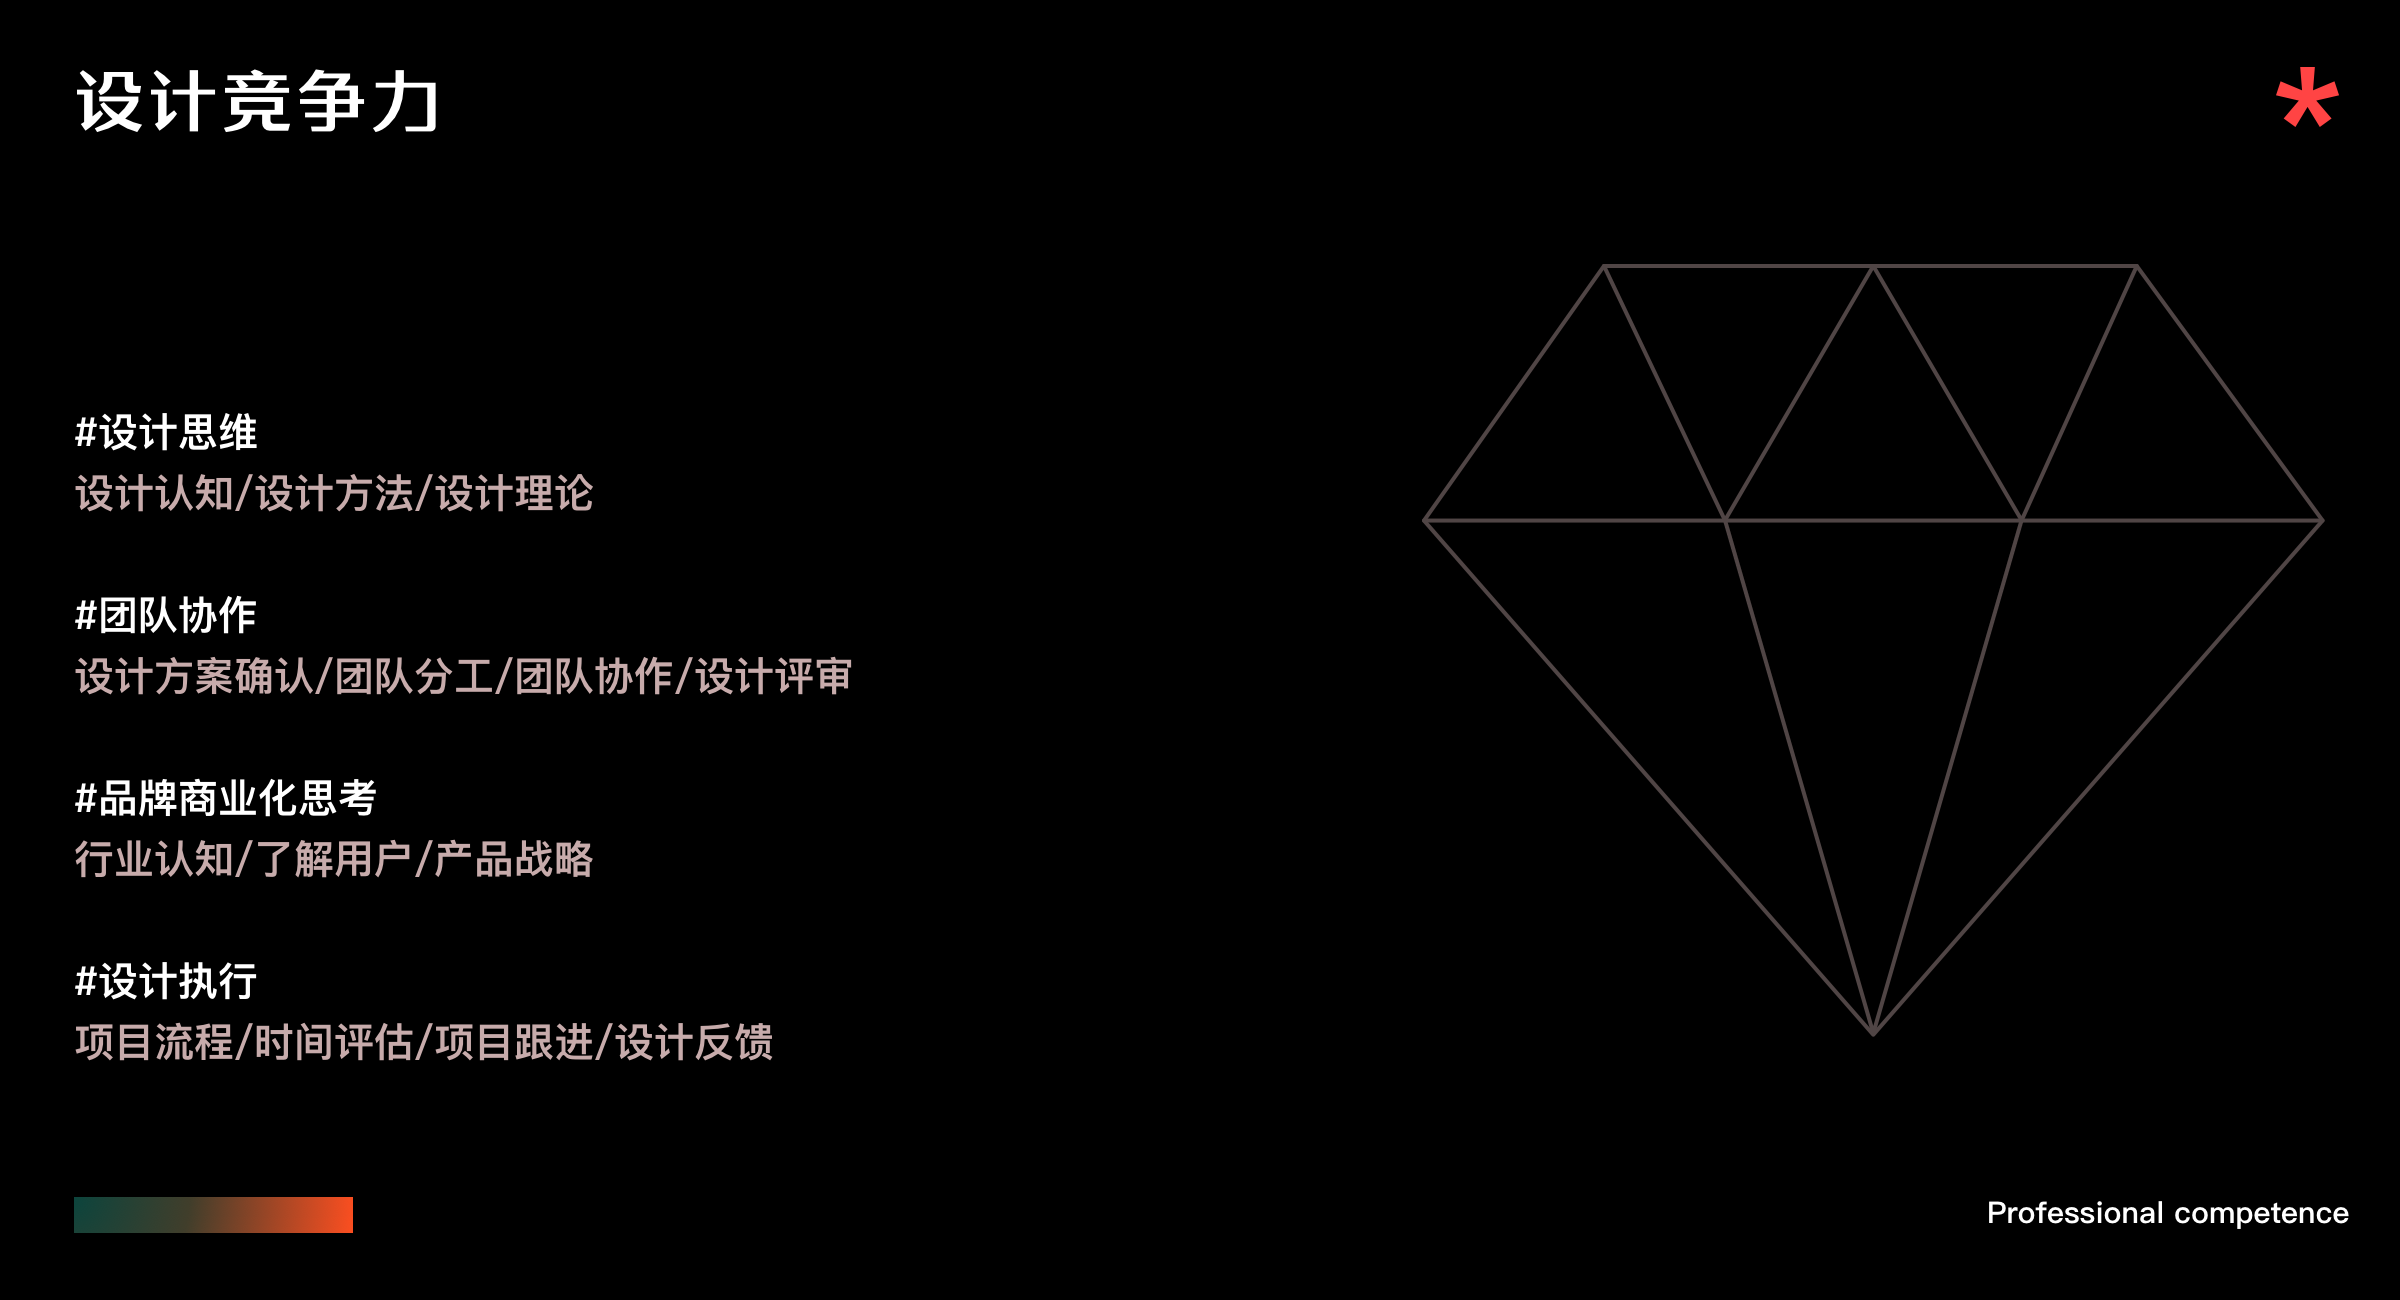 设计竞争力
#设计思维
设计认知/设计方法/设计理论
#团队协作
设计方案确认/团队分工/团队协作/设计评审
#品牌商业化思考
行业认知/了解用户/产品战略
#设计执行
项目流程/时间评估/项目跟进/设计反馈
Professional competence